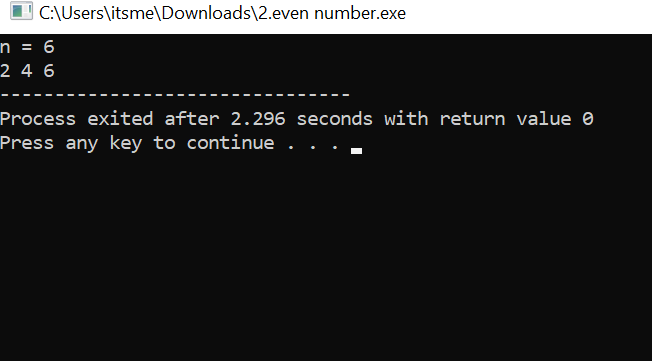 C:\Users\itsme\Downloads\2.even number.exe
n = 6
2 4 6
--------------------------------
Process exited after 2.296 seconds with return value 0
Press any key to continue . . .